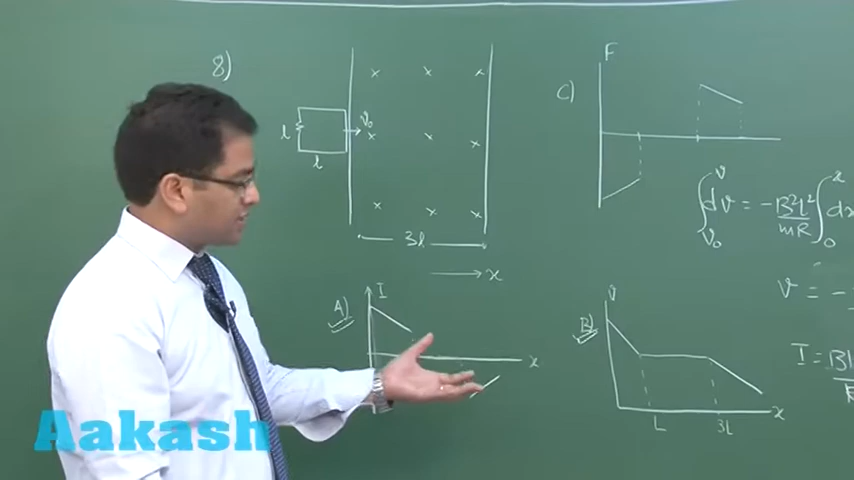 8)
x x x
l
V₀
x x x
l
x x x
3l
x
A)
I
x
C)
F
∫ dv = -B²l²/mR ∫ dx
v
v₀
x
0
V = -
I = Bl
R
B)
V
L
3L
x
Aakash